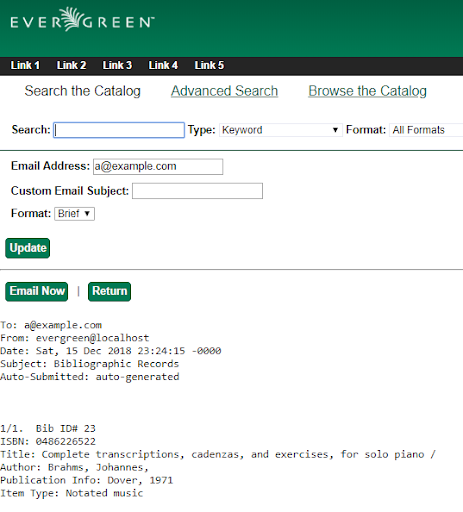 EVERGREEN
Link 1 Link 2 Link 3 Link 4 Link 5
Search the Catalog Advanced Search Browse the Catalog
Search: Type: Keyword Format: All Formats
Email Address: a@example.com
Custom Email Subject:
Format: Brief
Update
Email Now | Return
To: a@example.com
From: evergreen@localhost
Date: Sat, 15 Dec 2018 23:24:15 -0000
Subject: Bibliographic Records
Auto-Submitted: auto-generated
1/1. Bib ID# 23
ISBN: 0486226522
Title: Complete transcriptions, cadenzas, and exercises, for solo piano /
Author: Brahms, Johannes,
Publication Info: Dover, 1971
Item Type: Notated music